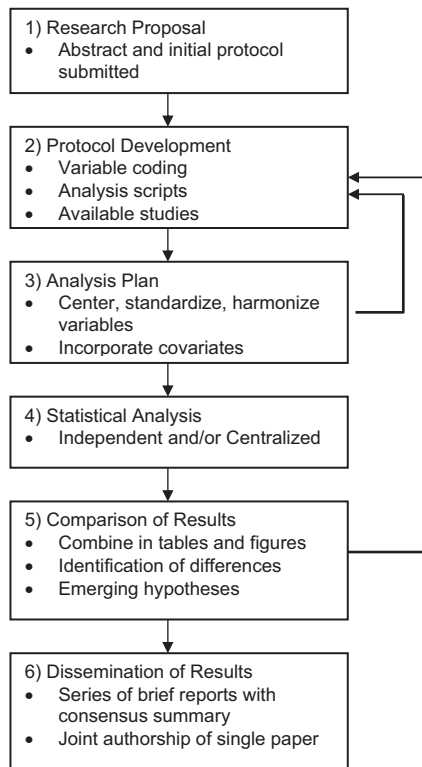 1) Research Proposal
• Abstract and initial protocol
submitted
2) Protocol Development
• Variable coding
• Analysis scripts
• Available studies
3) Analysis Plan
• Center, standardize, harmonize
variables
• Incorporate covariates
4) Statistical Analysis
• Independent and/or Centralized
5) Comparison of Results
• Combine in tables and figures
• Identification of differences
• Emerging hypotheses
6) Dissemination of Results
• Series of brief reports with
consensus summary
• Joint authorship of single paper